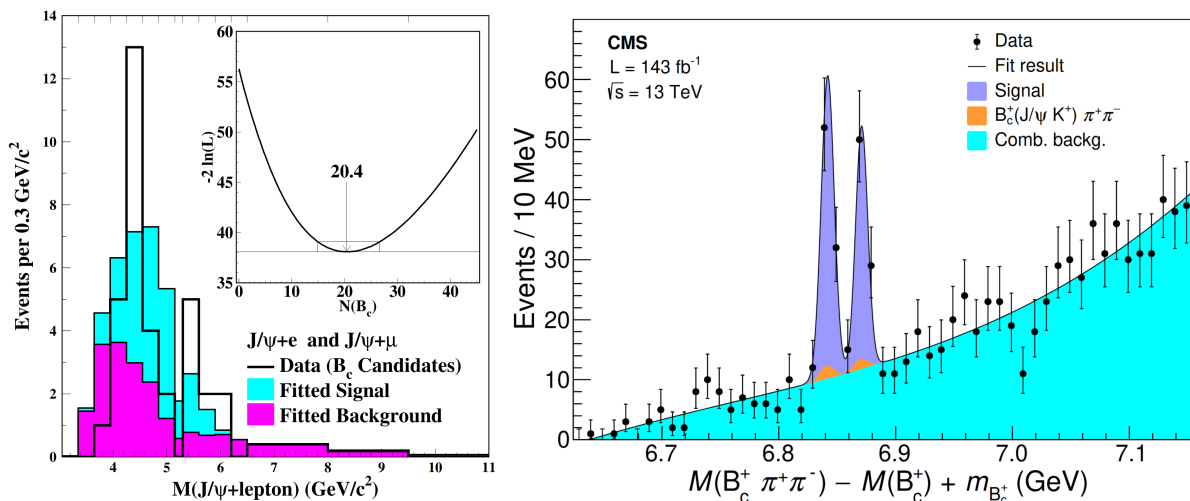 14
12
10
8
6
4
2
0
Events per 0.3 GeV/c²
4
5
6
7
8
9
10
11
M(J/ψ+lepton) (GeV/c²)
60
55
50
45
40
35
-2 ln(L)
0
10
20
30
40
N(B_c)
20.4
J/ψ+e and J/ψ+μ
Data (B_c Candidates)
Fitted Signal
Fitted Background
CMS
L = 143 fb⁻¹
√s = 13 TeV
Data
Fit result
Signal
B_c⁺(J/ψ K⁺) π⁺π⁻
Comb. backg.
60
50
40
30
20
10
0
Events / 10 MeV
6.7
6.8
6.9
7.0
7.1
M(B_c⁺ π⁺π⁻) − M(B_c⁺) + m_{B_c⁺} (GeV)